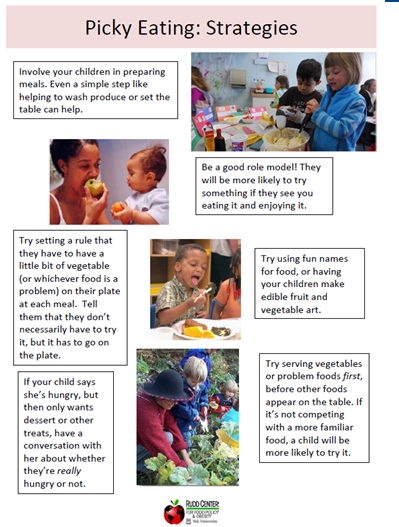 Picky Eating: Strategies
Involve your children in preparing
meals. Even a simple step like
helping to wash produce or set the
table can help.
Be a good role model! They
will be more likely to try
something if they see you
eating it and enjoying it.
Try setting a rule that
they have to have a
little bit of vegetable
(or whichever food is a
problem) on their plate
at each meal.  Tell
them that they don’t
necessarily have to try
it, but it has to go on
the plate.
Try using fun names
for food, or having
your children make
edible fruit and
vegetable art.
If your child says
she’s hungry, but
then only wants
dessert or other
treats, have a
conversation with
her about whether
they’re really
hungry or not.
Try serving vegetables
or problem foods first,
before other foods
appear on the table. If
it’s not competing
with a more familiar
food, a child will be
more likely to try it.
RUDD CENTER
FOR FOOD POLICY
& OBESITY
Yale University